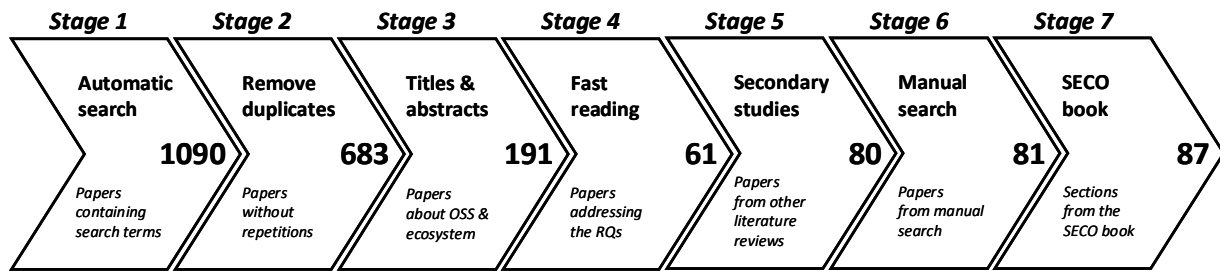 Stage 1
Automatic
search
1090
Papers
containing
search terms
Stage 2
Remove
duplicates
683
Papers
without
repetitions
Stage 3
Titles &
abstracts
191
Papers
about OSS &
ecosystem
Stage 4
Fast
reading
61
Papers
addressing
the RQs
Stage 5
Secondary
studies
80
Papers
from other
literature
reviews
Stage 6
Manual
search
81
Papers
from manual
search
Stage 7
SECO
book
87
Sections
from the
SECO book